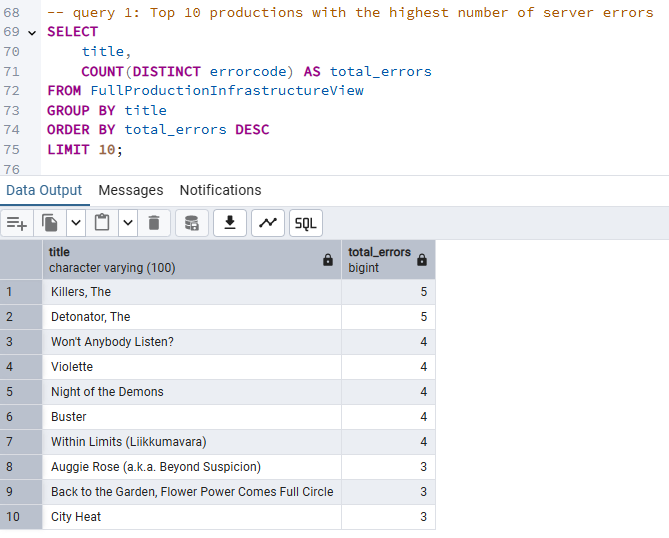 68 -- query 1: Top 10 productions with the highest number of server errors
69 SELECT
70 title,
71 COUNT(DISTINCT errorcode) AS total_errors
72 FROM FullProductionInfrastructureView
73 GROUP BY title
74 ORDER BY total_errors DESC
75 LIMIT 10;
76
Data Output Messages Notifications
SQL
title total_errors
character varying (100) bigint
1 Killers, The 5
2 Detonator, The 5
3 Won't Anybody Listen? 4
4 Violette 4
5 Night of the Demons 4
6 Buster 4
7 Within Limits (Liikkumavara) 4
8 Auggie Rose (a.k.a. Beyond Suspicion) 3
9 Back to the Garden, Flower Power Comes Full Circle 3
10 City Heat 3